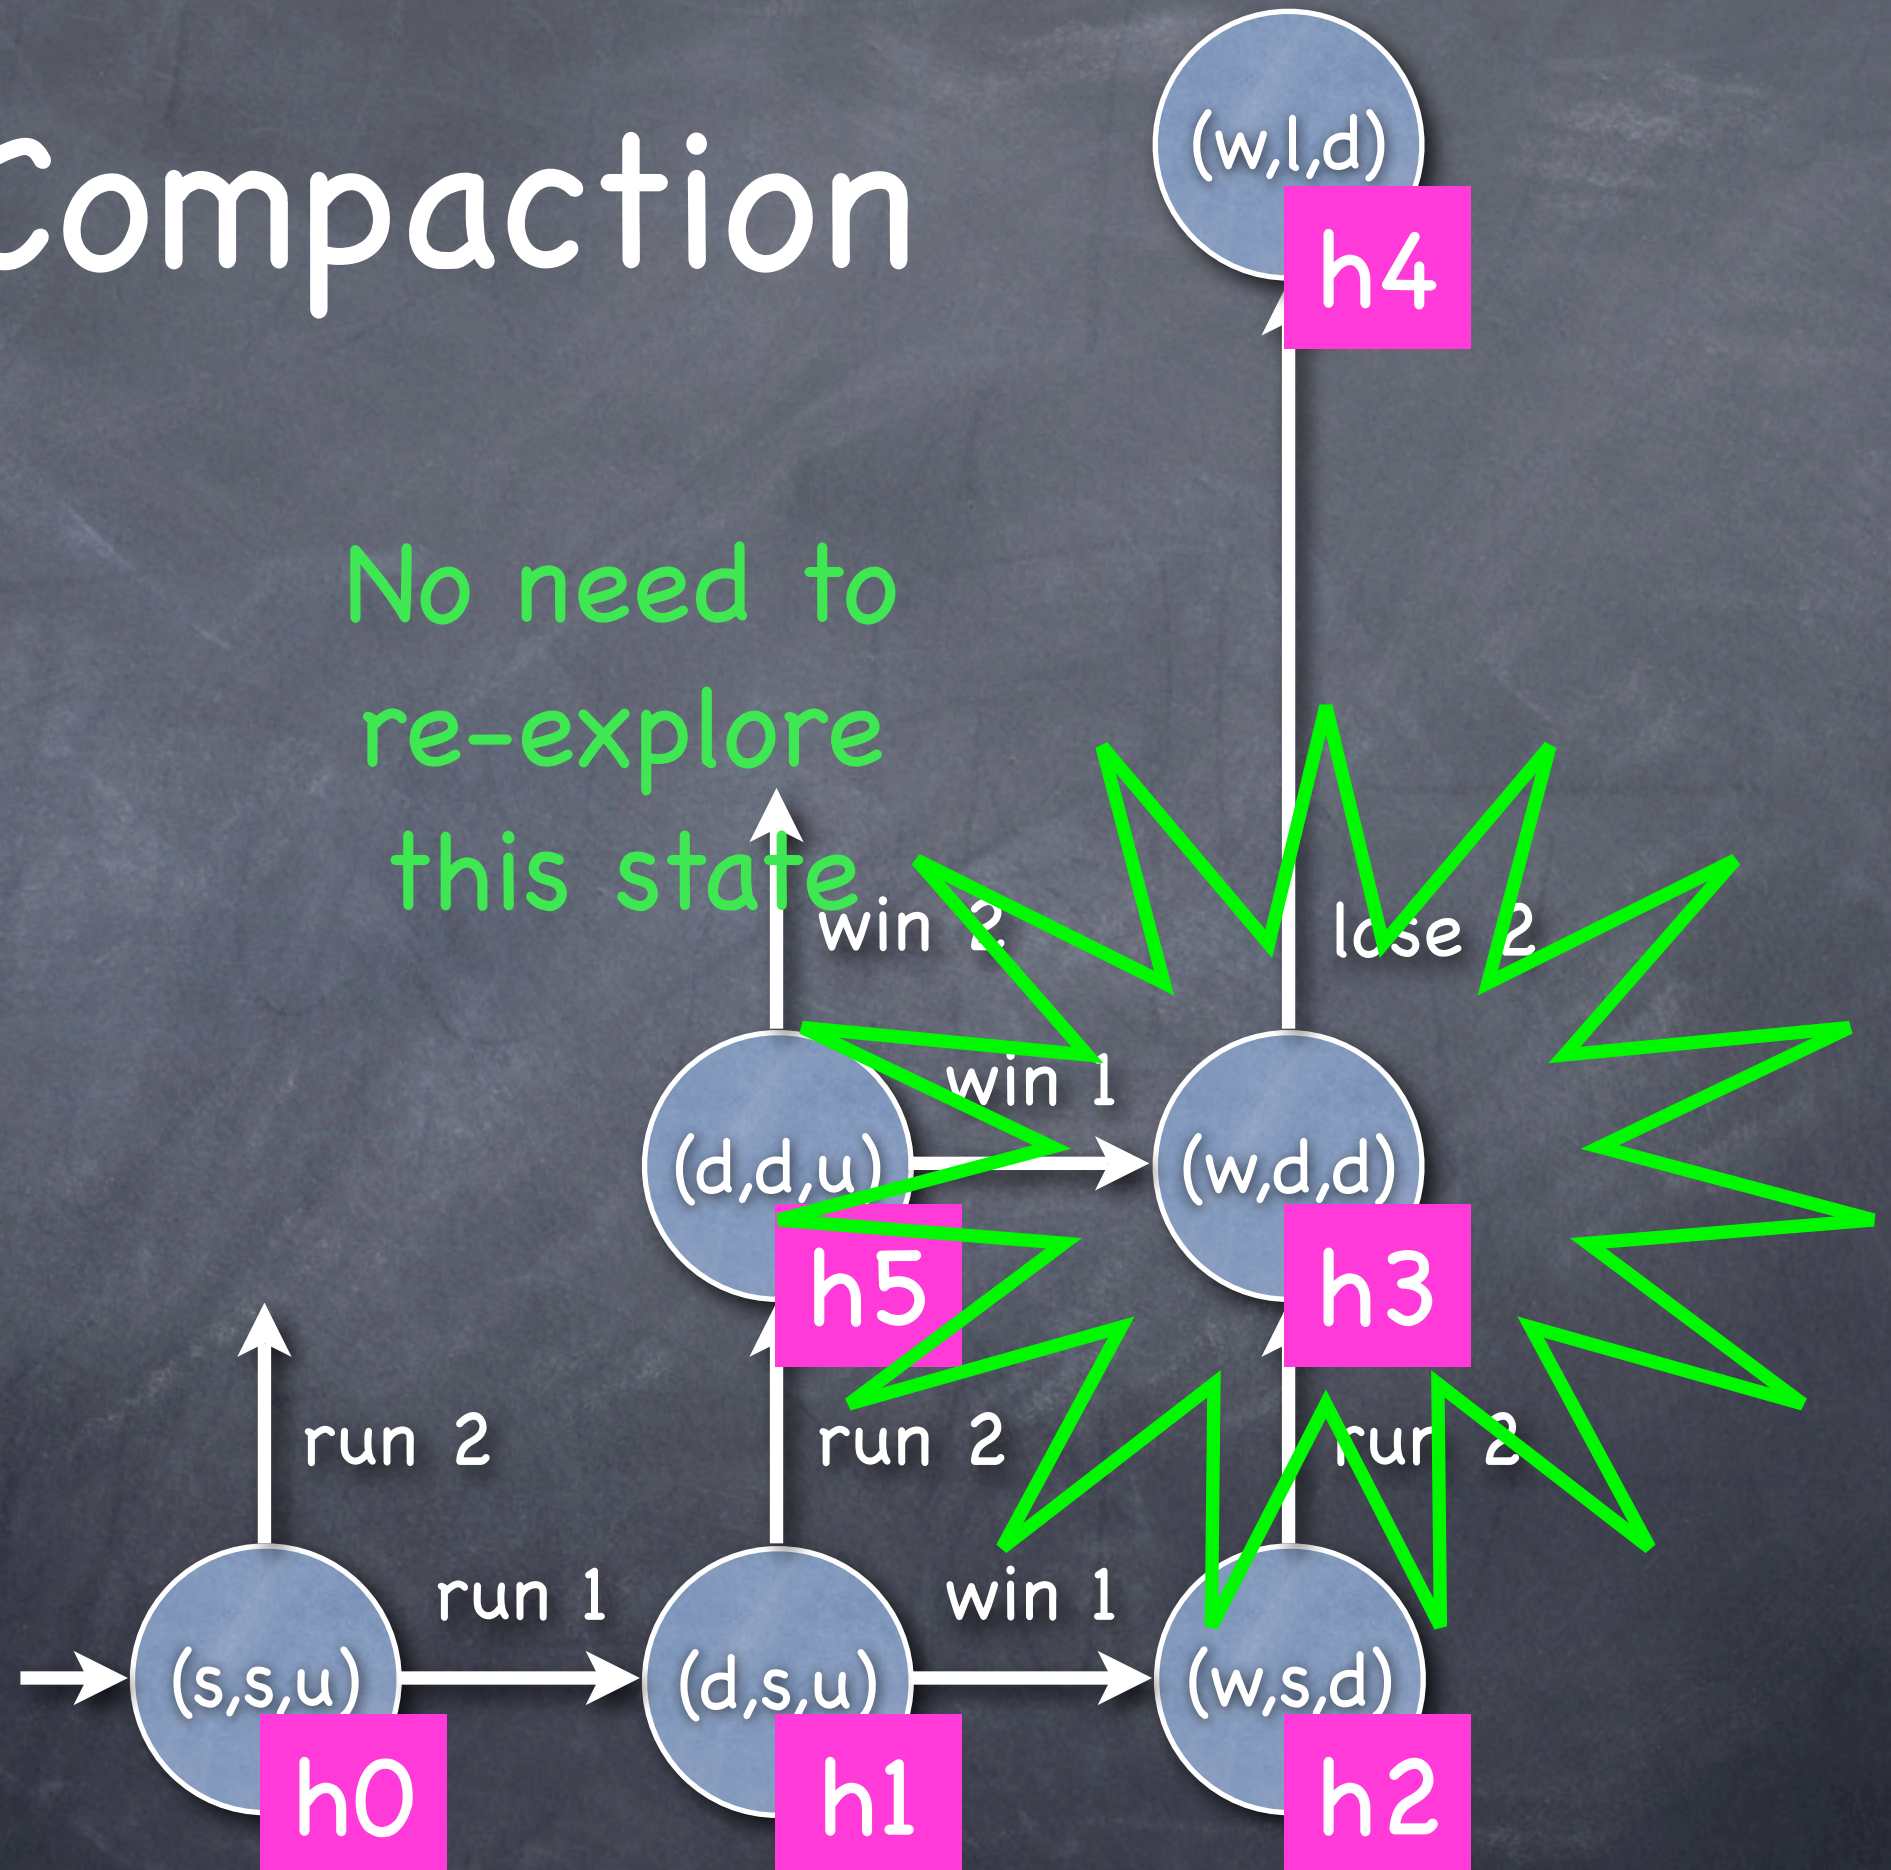 Compaction
(w,l,d)
h4
No need to
re-explore
this state
win 2
lose 2
win 1
(d,d,u)
(w,d,d)
h5
h3
run 2
run 2
run 2
run 1
win 1
(s,s,u)
(d,s,u)
(w,s,d)
h0
h1
h2